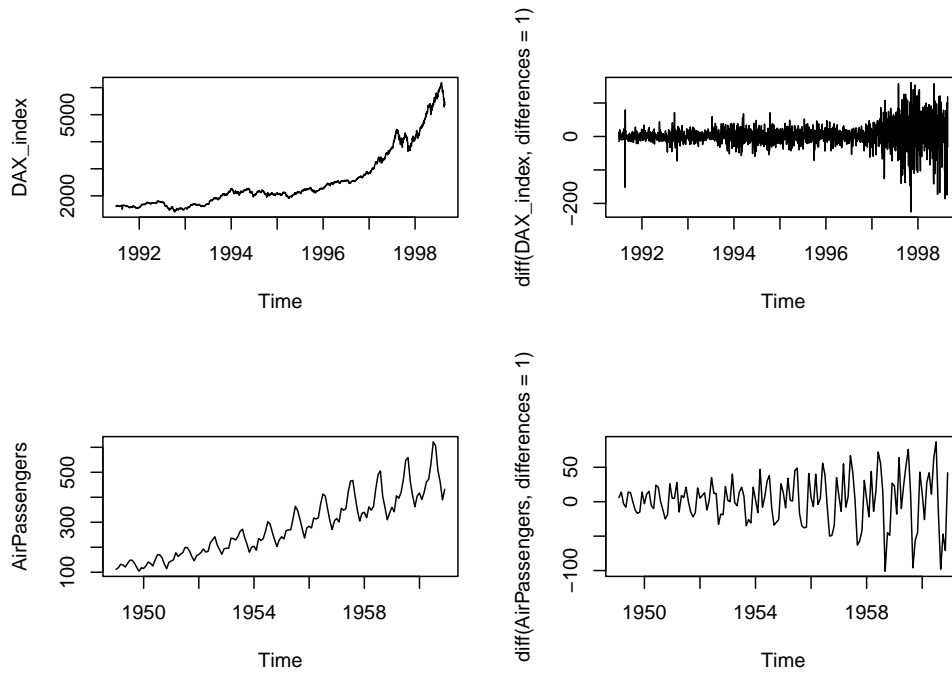 DAX_index
5000
2000
1992 1994 1996 1998
Time
diff(DAX_index, differences = 1)
0
−200
1992 1994 1996 1998
Time
AirPassengers
500
300
100
1950 1954 1958
Time
diff(AirPassengers, differences = 1)
50
0
−100
1950 1954 1958
Time